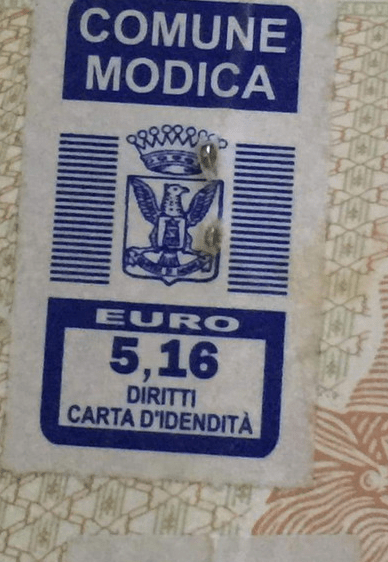 COMUNE
MODICA
EURO
5,16
DIRITTI
CARTA D'IDENDITÀ